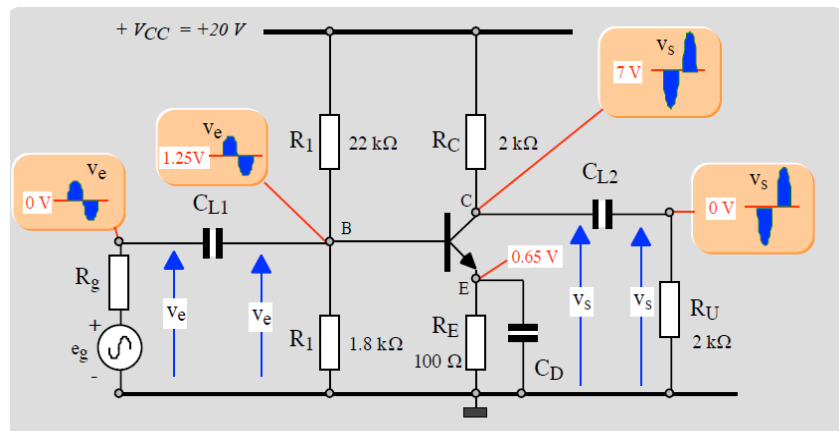 + VCC = +20 V
vs
7 V
ve
1.25V
R1
22 kΩ
RC
2 kΩ
ve
0 V
vs
0 V
CL1
CL2
B
C
Rg
0.65 V
E
ve
ve
vs
vs
+
eg
-
R1
1.8 kΩ
RE
100 Ω
CD
RU
2 kΩ